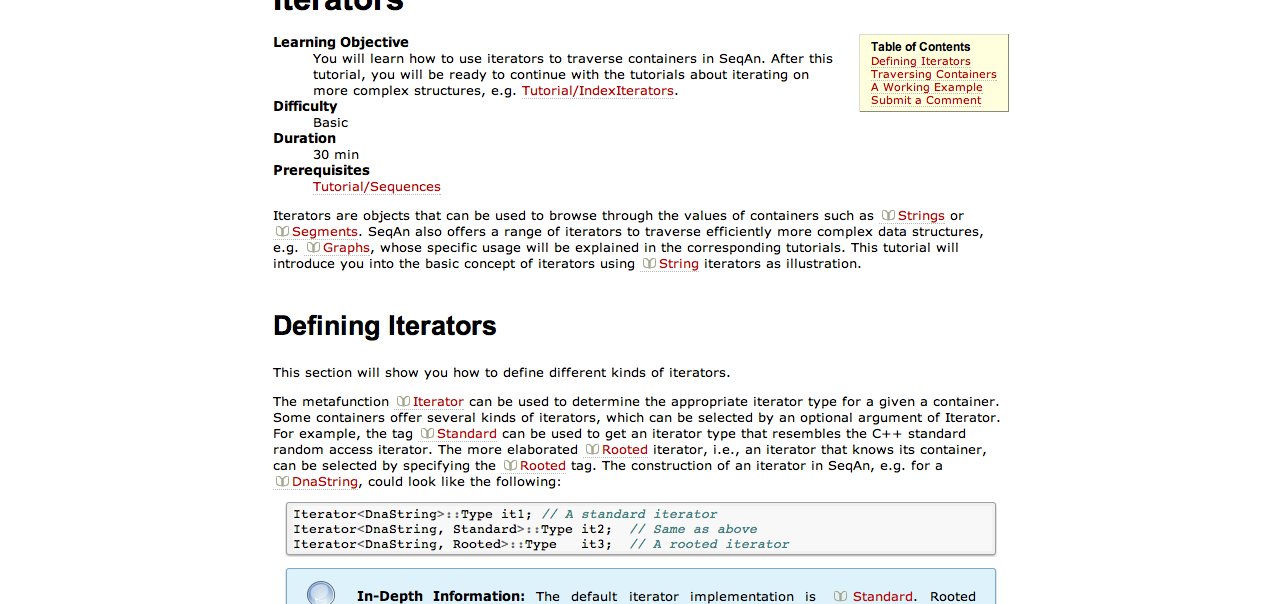 Iterators
Learning Objective
You will learn how to use iterators to traverse containers in SeqAn. After this
tutorial, you will be ready to continue with the tutorials about iterating on
more complex structures, e.g. Tutorial/IndexIterators.
Difficulty
Basic
Duration
30 min
Prerequisites
Tutorial/Sequences
Table of Contents
Defining Iterators
Traversing Containers
A Working Example
Submit a Comment
Iterators are objects that can be used to browse through the values of containers such as Strings or
Segments. SeqAn also offers a range of iterators to traverse efficiently more complex data structures,
e.g. Graphs, whose specific usage will be explained in the corresponding tutorials. This tutorial will
introduce you into the basic concept of iterators using String iterators as illustration.
Defining Iterators
This section will show you how to define different kinds of iterators.
The metafunction Iterator can be used to determine the appropriate iterator type for a given a container.
Some containers offer several kinds of iterators, which can be selected by an optional argument of Iterator.
For example, the tag Standard can be used to get an iterator type that resembles the C++ standard
random access iterator. The more elaborated Rooted iterator, i.e., an iterator that knows its container,
can be selected by specifying the Rooted tag. The construction of an iterator in SeqAn, e.g. for a
DnaString, could look like the following:
Iterator<DnaString>::Type it1; // A standard iterator
Iterator<DnaString, Standard>::Type it2;  // Same as above
Iterator<DnaString, Rooted>::Type   it3;  // A rooted iterator
In-Depth Information: The default iterator implementation is Standard. Rooted